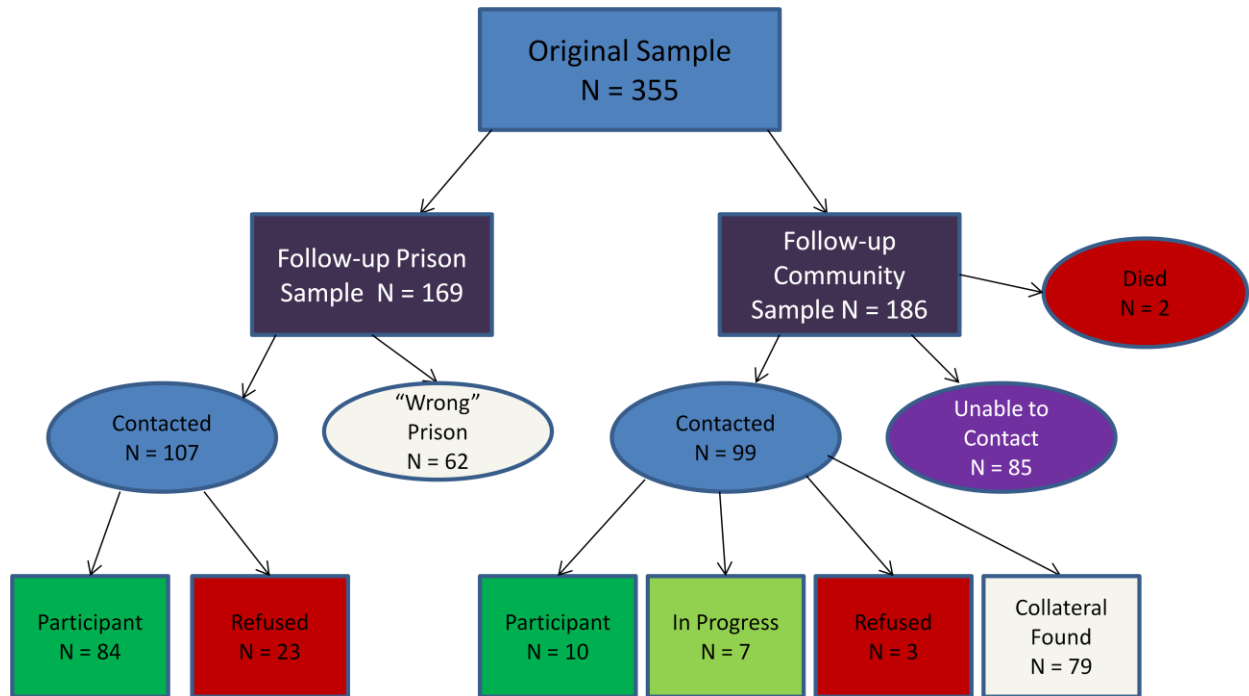 Original Sample
N = 355
Follow-up Prison
Sample N = 169
Follow-up
Community
Sample N = 186
Died
N = 2
Contacted
N = 107
“Wrong”
Prison
N = 62
Contacted
N = 99
Unable to
Contact
N = 85
Participant
N = 84
Refused
N = 23
Participant
N = 10
In Progress
N = 7
Refused
N = 3
Collateral
Found
N = 79